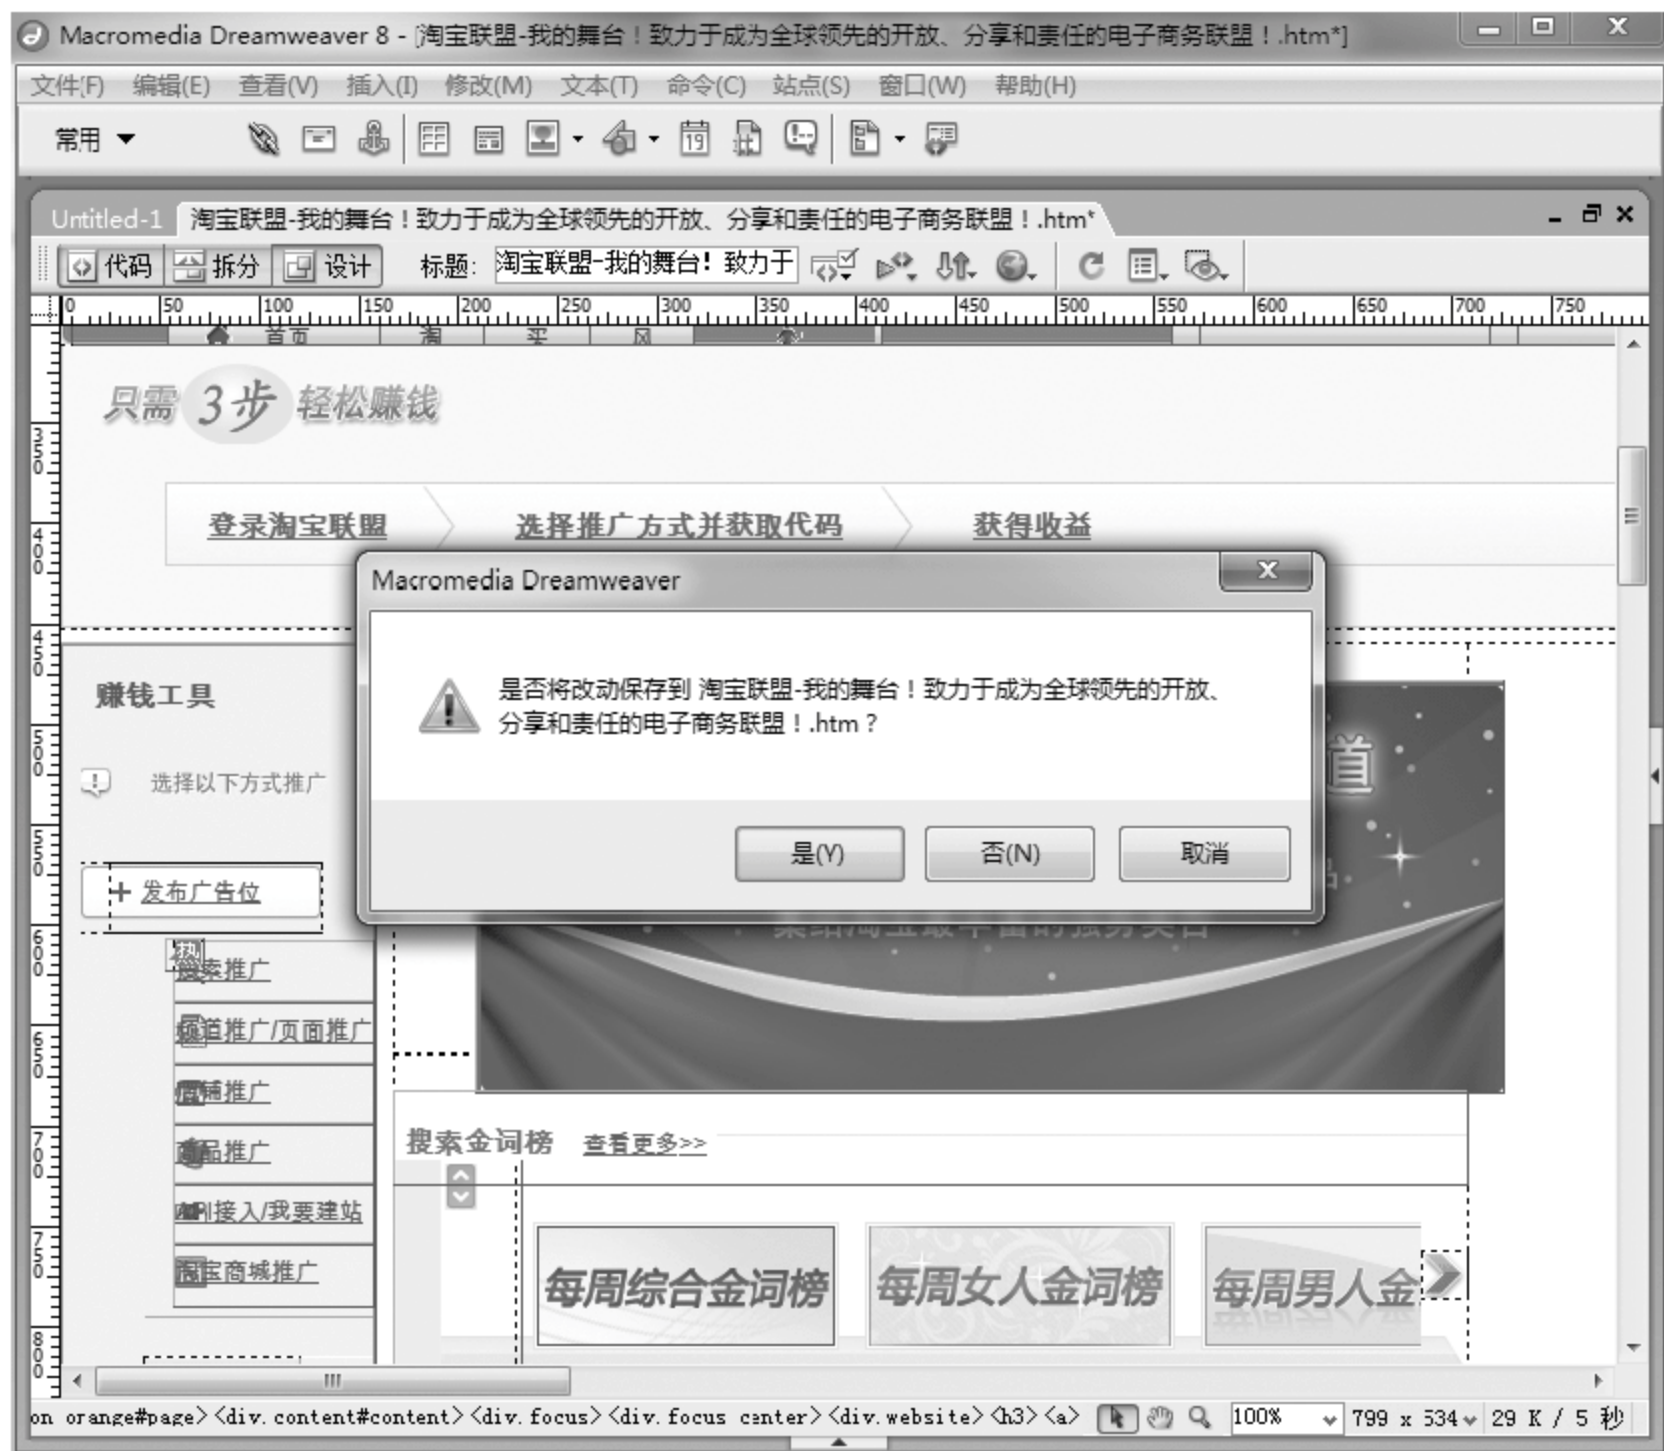 Macromedia Dreamweaver 8 - [淘宝联盟-我的舞台！致力于成为全球领先的开放、分享和责任的电子商务联盟！.htm*]
文件(F) 编辑(E) 查看(V) 插入(I) 修改(M) 文本(T) 命令(C) 站点(S) 窗口(W) 帮助(H)
常用
19
Untitled-1 淘宝联盟-我的舞台！致力于成为全球领先的开放、分享和责任的电子商务联盟！.htm*
代码 拆分 设计 标题: 淘宝联盟-我的舞台! 致力于
0 50 100 150 200 250 300 350 400 450 500 550 600 650 700 750
首页 淘 买 风
只需 3步 轻松赚钱
350
登录淘宝联盟 选择推广方式并获取代码 获得收益
400
Macromedia Dreamweaver
是否将改动保存到 淘宝联盟-我的舞台！致力于成为全球领先的开放、
分享和责任的电子商务联盟！.htm？
是(Y) 否(N) 取消
450
赚钱工具
500
道
选择以下方式推广
550
+ 发布广告位
600
热
搜索推广
频道推广/页面推广
650
店铺推广
700
商品推广
API接入/我要建站
750
淘宝商城推广
搜索金词榜 查看更多>>
每周综合金词榜 每周女人金词榜 每周男人金
800
on orange#page> <div.content#content> <div.focus> <div.focus center> <div.website> <h3> <a> 100% 799 x 534 29 K / 5 秒